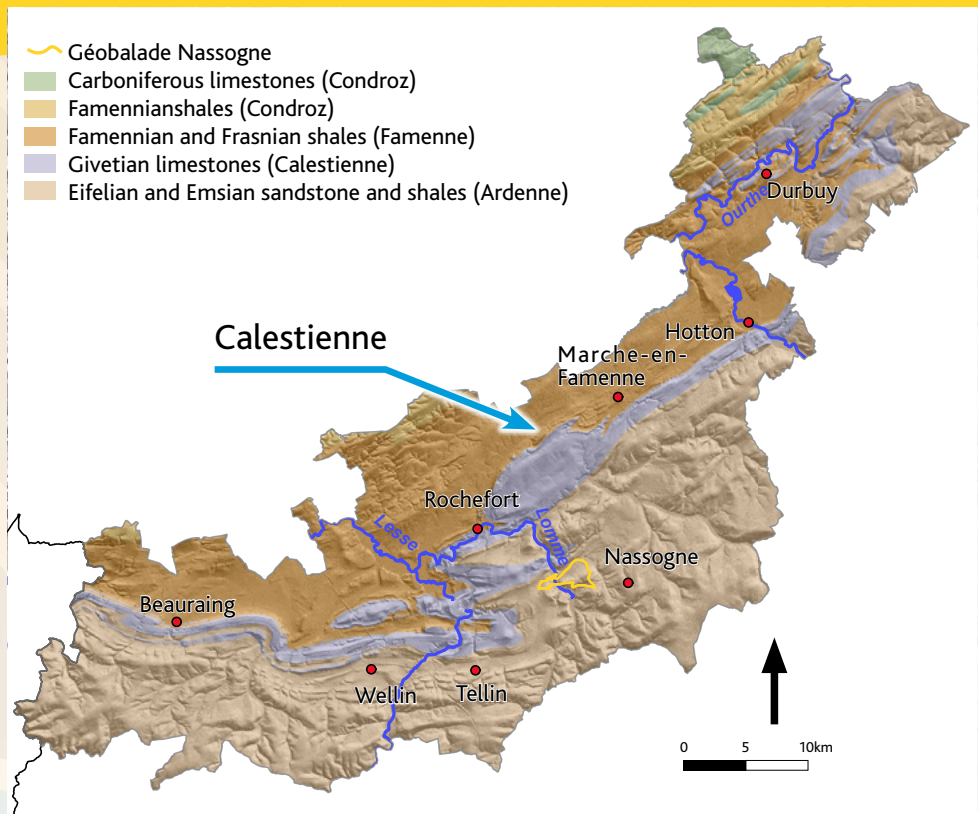 Géobalade Nassogne
Carboniferous limestones (Condroz)
Famennianshales (Condroz)
Famennian and Frasnian shales (Famenne)
Givetian limestones (Calestienne)
Eifelian and Emsian sandstone and shales (Ardenne)
Durbuy
Ourthe
Calestienne
Hotton
Marche-en-
Famenne
Rochefort
Lesse
Lomme
Nassogne
Beauraing
Wellin
Tellin
0 5 10km